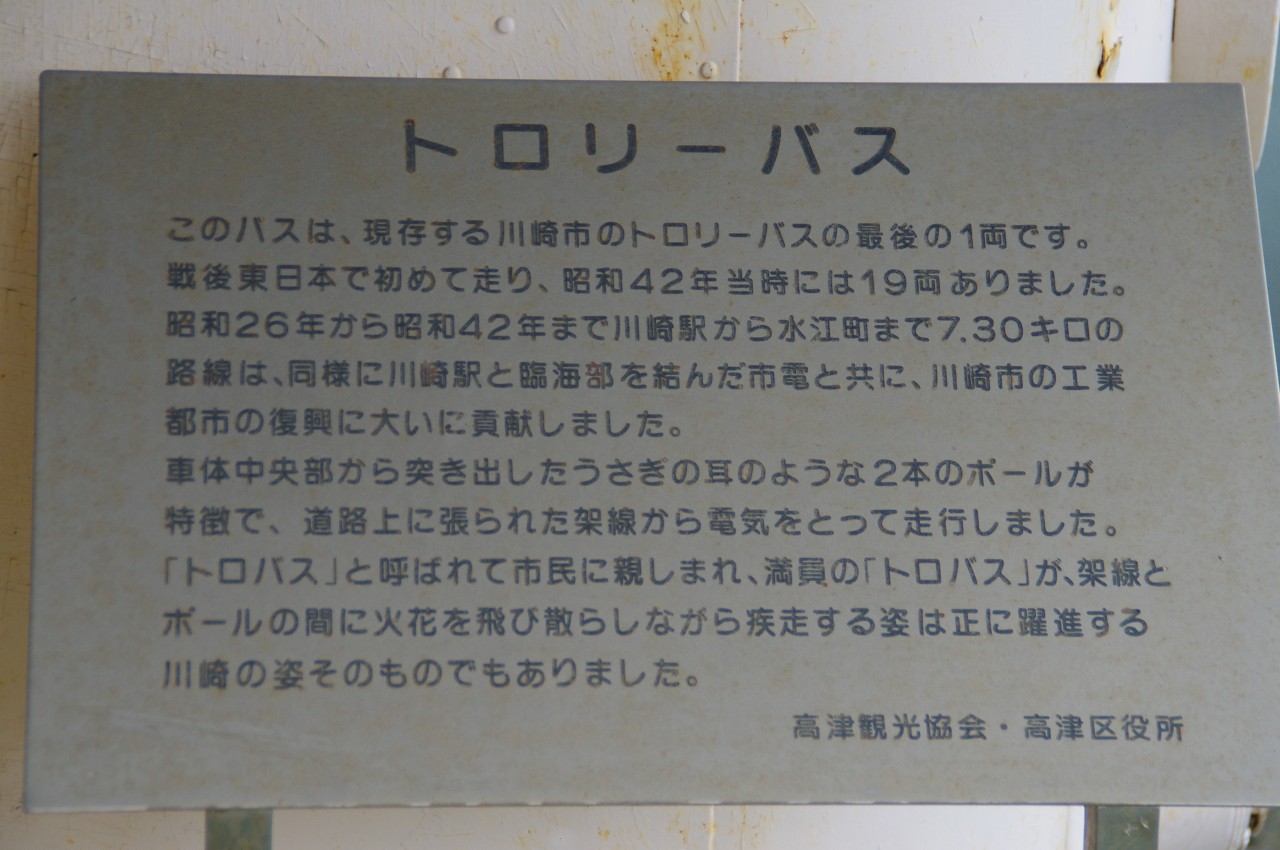 トロリーバス
このバスは、現存する川崎市のトロリーバスの最後の1両です。
戦後東日本で初めて走り、昭和42年当時には19両ありました。
昭和26年から昭和42年まで川崎駅から水江町まで7.30キロの
路線は、同様に川崎駅と臨海部を結んだ市電と共に、川崎市の工業
都市の復興に大いに貢献しました。
車体中央部から突き出したうさぎの耳のような2本のポールが
特徴で、道路上に張られた架線から電気をとって走行しました。
「トロバス」と呼ばれて市民に親しまれ、満員の「トロバス」が、架線と
ポールの間に火花を飛び散らしながら疾走する姿は正に躍進する
川崎の姿そのものでもありました。
高津観光協会・高津区役所